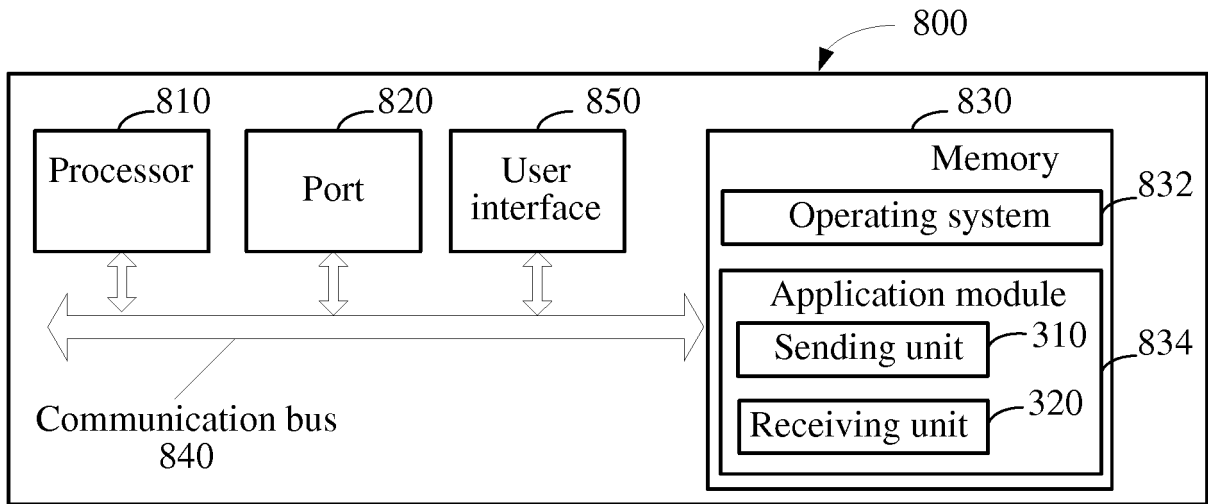 800
810
820
850
830
Processor
Port
User
interface
Memory
832
Operating system
Application module
Sending unit
310
834
Receiving unit
320
Communication bus
840